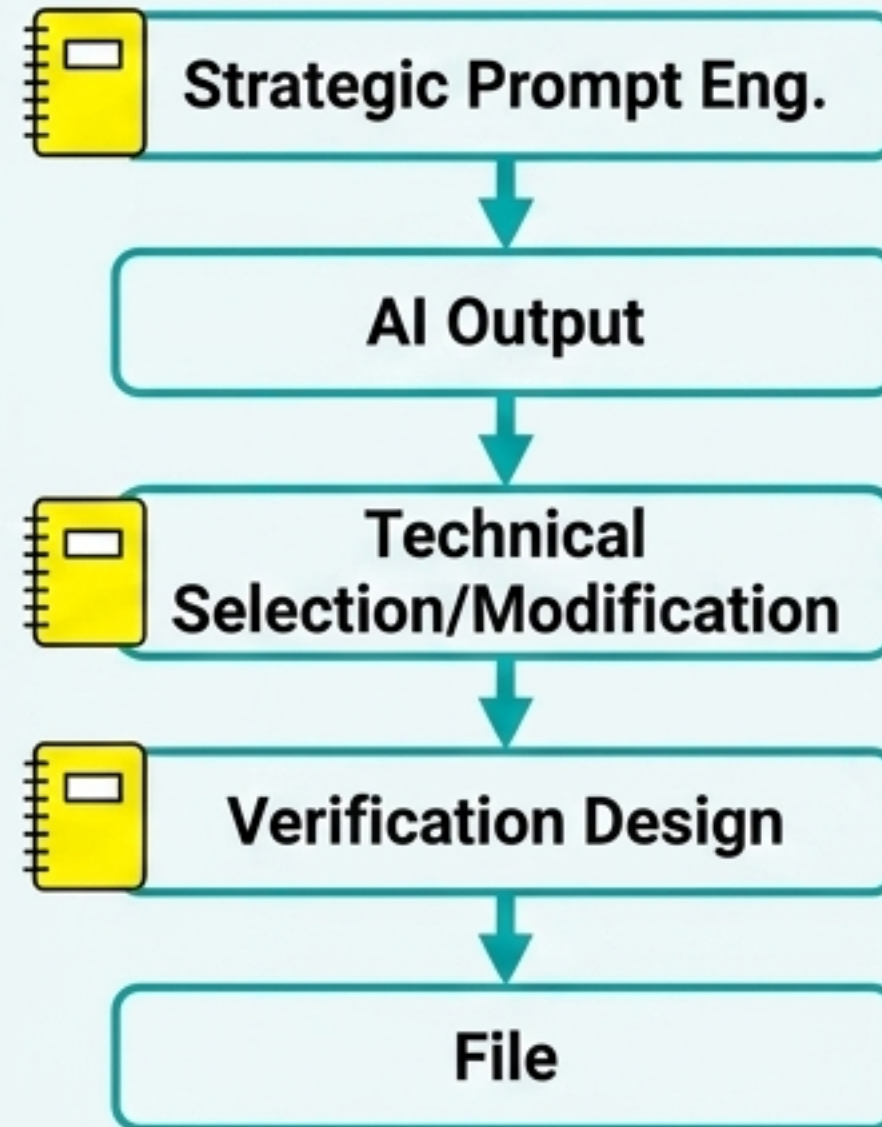 Strategic Prompt Eng.
AI Output
Technical
Selection/Modification
Verification Design
File